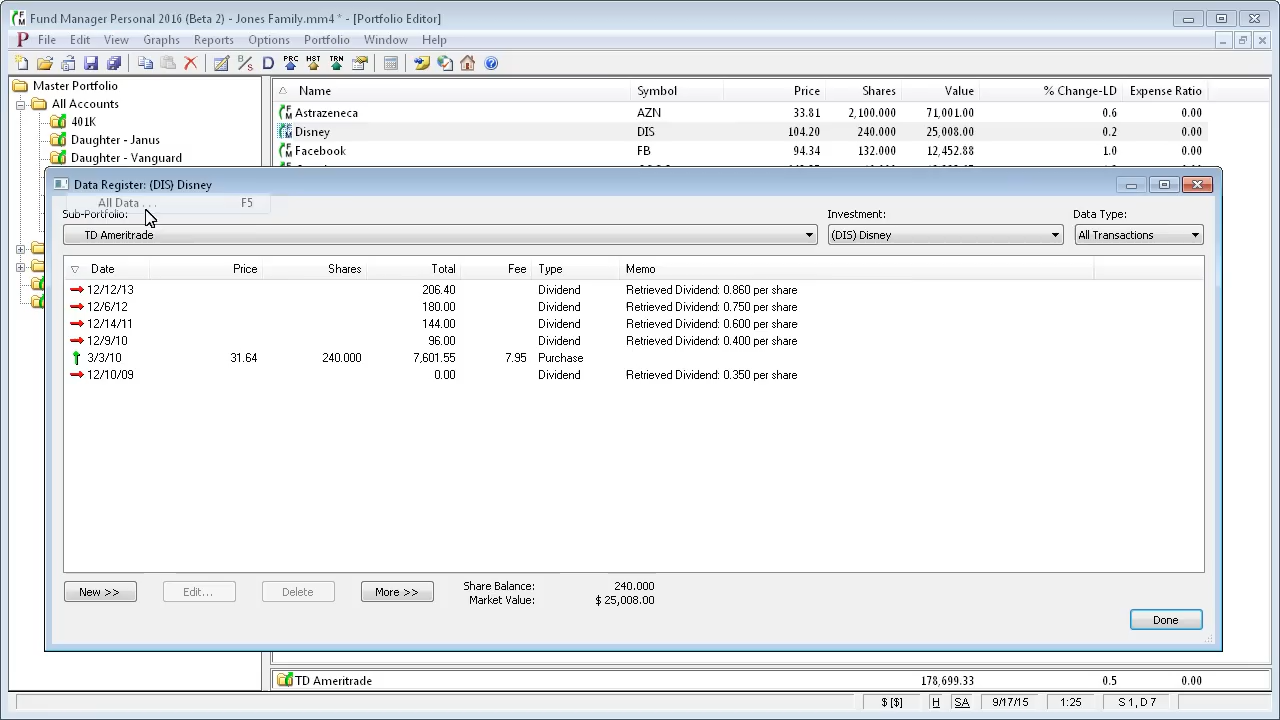 Fund Manager Personal 2016 (Beta 2) - Jones Family.mm4 * - [Portfolio Editor]
File Edit View Graphs Reports Options Portfolio Window Help
D PRC HST TRN
Master Portfolio
All Accounts
401K
Daughter - Janus
Daughter - Vanguard
Name Symbol Price Shares Value % Change-LD Expense Ratio
Astrazeneca AZN 33.81 2,100.000 71,001.00 0.6 0.00
Disney DIS 104.20 240.000 25,008.00 0.2 0.00
Facebook FB 94.34 132.000 12,452.88 1.0 0.00
Data Register: (DIS) Disney
All Data . . . F5
Sub-Portfolio: Investment: Data Type:
TD Ameritrade (DIS) Disney All Transactions
Date Price Shares Total Fee Type Memo
12/12/13 206.40 Dividend Retrieved Dividend: 0.860 per share
12/6/12 180.00 Dividend Retrieved Dividend: 0.750 per share
12/14/11 144.00 Dividend Retrieved Dividend: 0.600 per share
12/9/10 96.00 Dividend Retrieved Dividend: 0.400 per share
3/3/10 31.64 240.000 7,601.55 7.95 Purchase
12/10/09 0.00 Dividend Retrieved Dividend: 0.350 per share
New >> Edit... Delete More >>
Share Balance: 240.000
Market Value: $ 25,008.00
Done
TD Ameritrade 178,699.33 0.5 0.00
$ [$] H SA 9/17/15 1:25 S 1, D 7